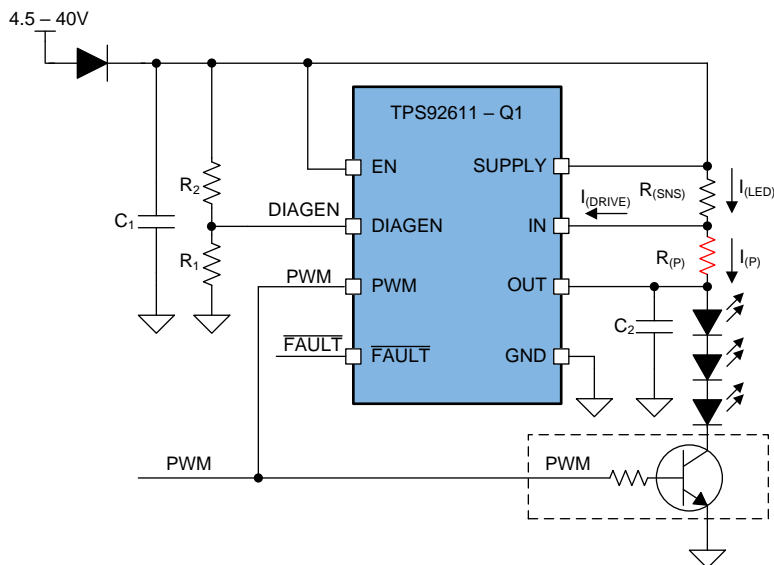 4.5 – 40V
TPS92611 – Q1
EN
SUPPLY
R(SNS)
I(LED)
R2
I(DRIVE)
DIAGEN
C1
DIAGEN
IN
R1
R(P)
I(P)
PWM
PWM
OUT
C2
FAULT
FAULT
GND
PWM
PWM